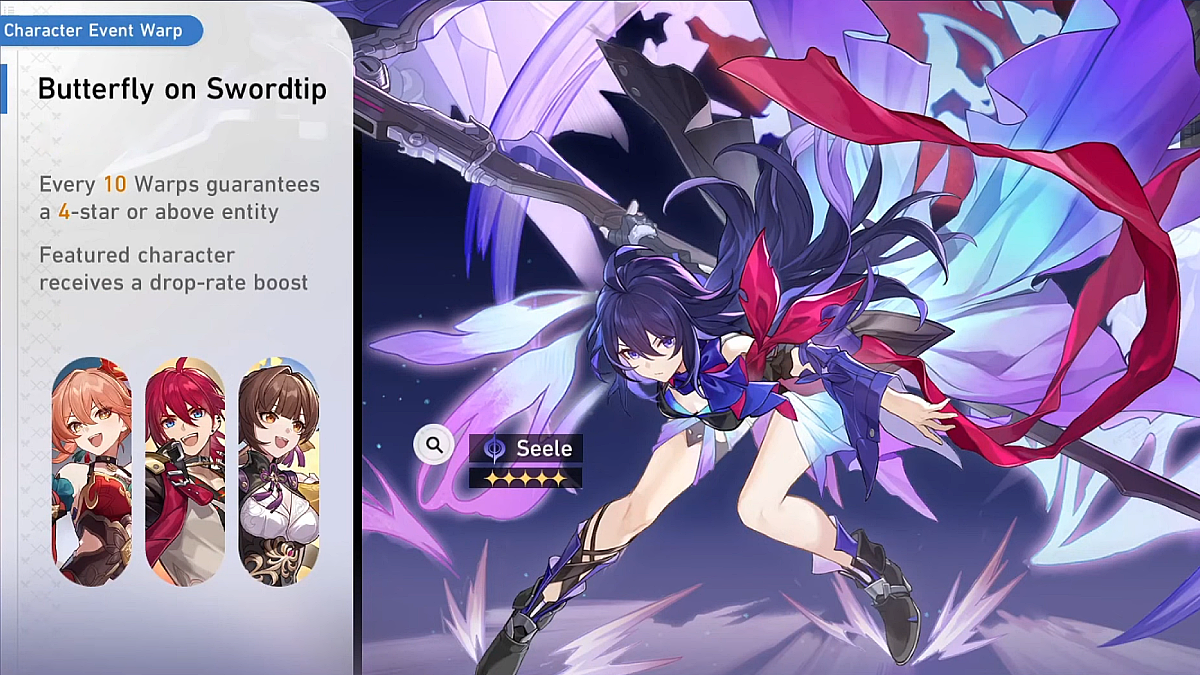 Character Event Warp
Butterfly on Swordtip
Every 10 Warps guarantees
a 4-star or above entity
Featured character
receives a drop-rate boost
Seele